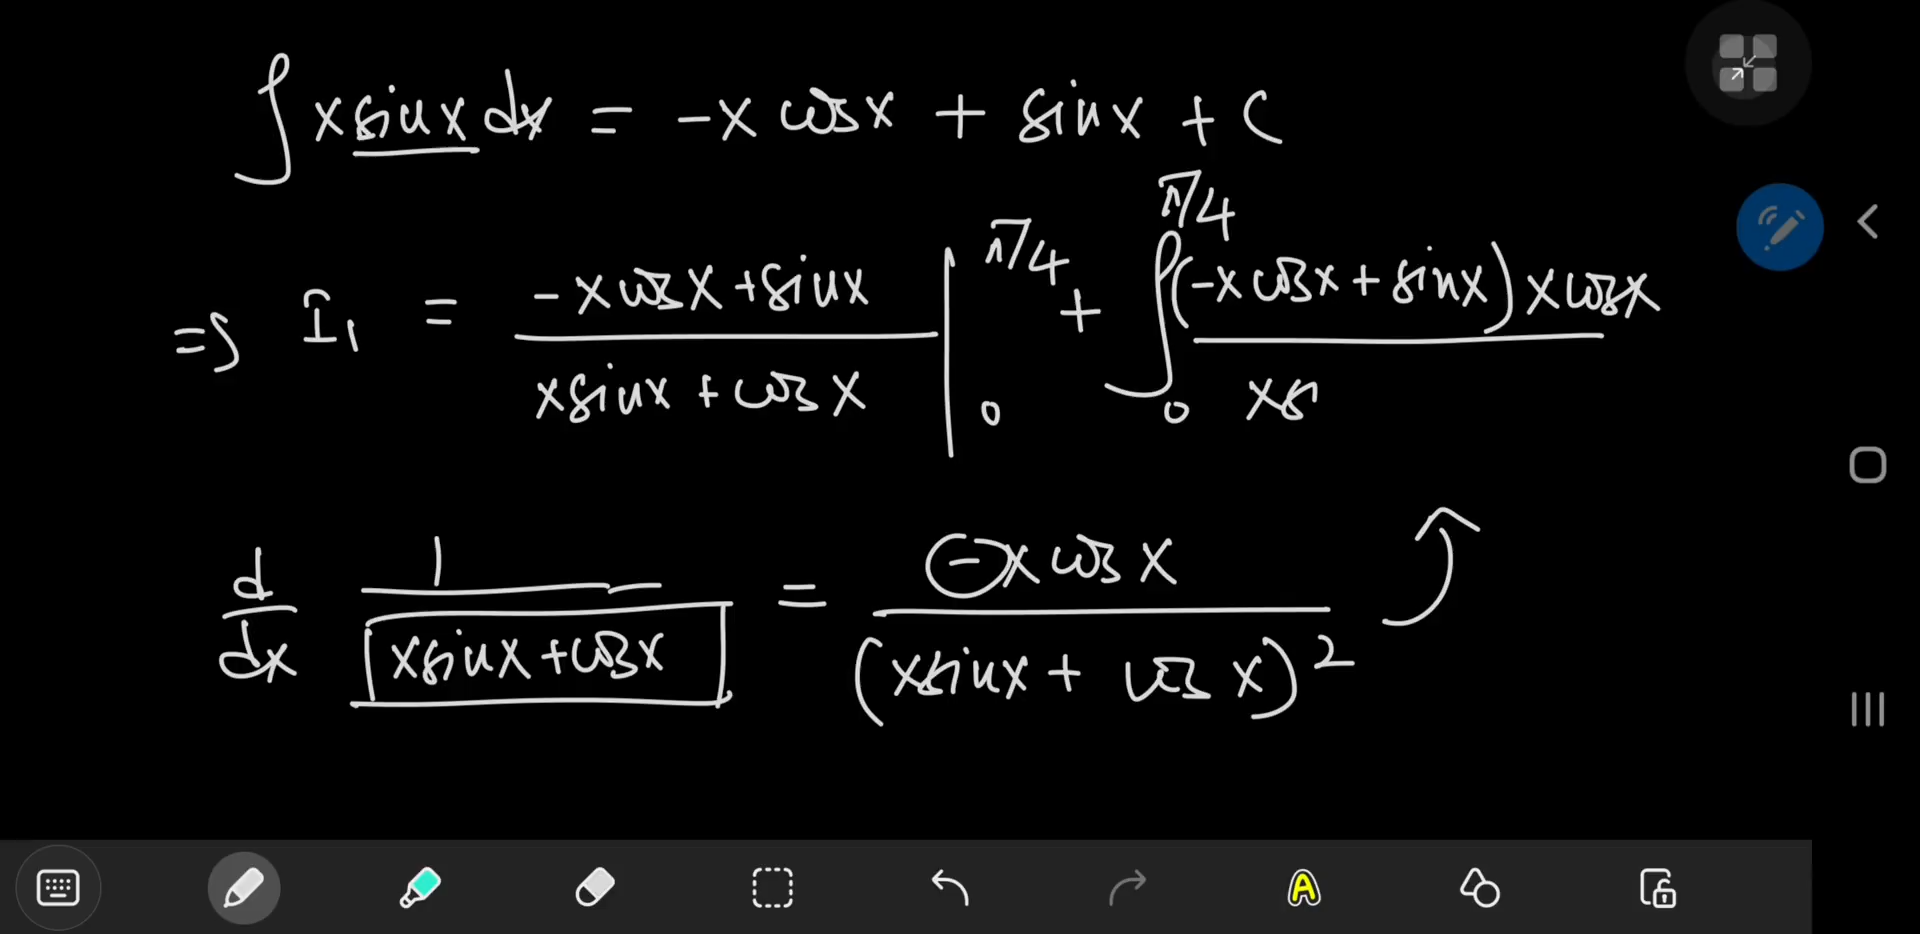 ∫ x sin x dx = -x cos x + sin x + C
=> I₁ = (-x cos x + sin x)/(x sin x + cos x) |₀^(π/4) + ∫₀^(π/4) (-x cos x + sin x) x cos x / xs
d/dx 1/(x sin x + cos x) = -x cos x/(x sin x + cos x)²
A